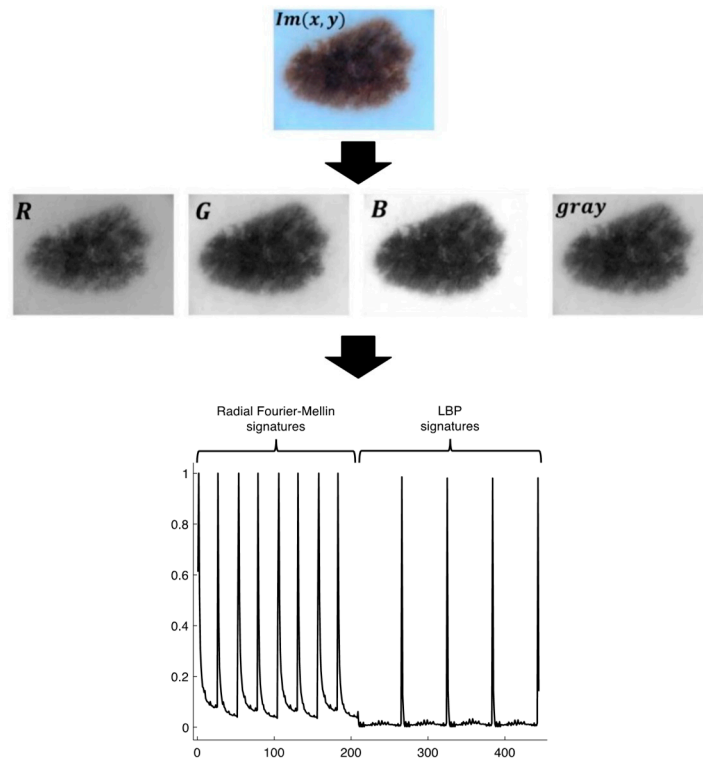 Im(x, y)
R
G
B
gray
Radial Fourier-Mellin
signatures
LBP
signatures
1
0.8
0.6
0.4
0.2
0
0
100
200
300
400